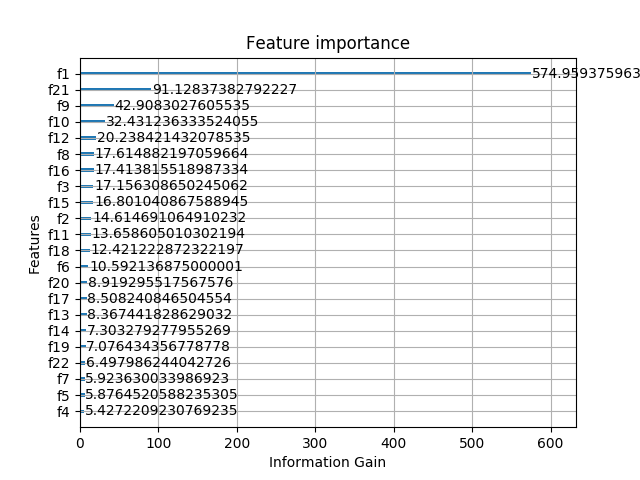 Feature importance
f1 574.959375963
f21 91.12837382792227
f9 42.9083027605535
f10 32.431236333524055
f12 20.238421432078535
f8 17.614882197059664
f16 17.413815518987334
f3 17.156308650245062
f15 16.801040867588945
f2 14.614691064910232
f11 13.658605010302194
f18 12.421222872322197
f6 10.592136875000001
f20 8.919295517567576
f17 8.508240846504554
f13 8.367441828629032
f14 7.303279277955269
f19 7.076434356778778
f22 6.497986244042726
f7 5.923630033986923
f5 5.8764520588235305
f4 5.4272209230769235
Features
0 100 200 300 400 500 600
Information Gain